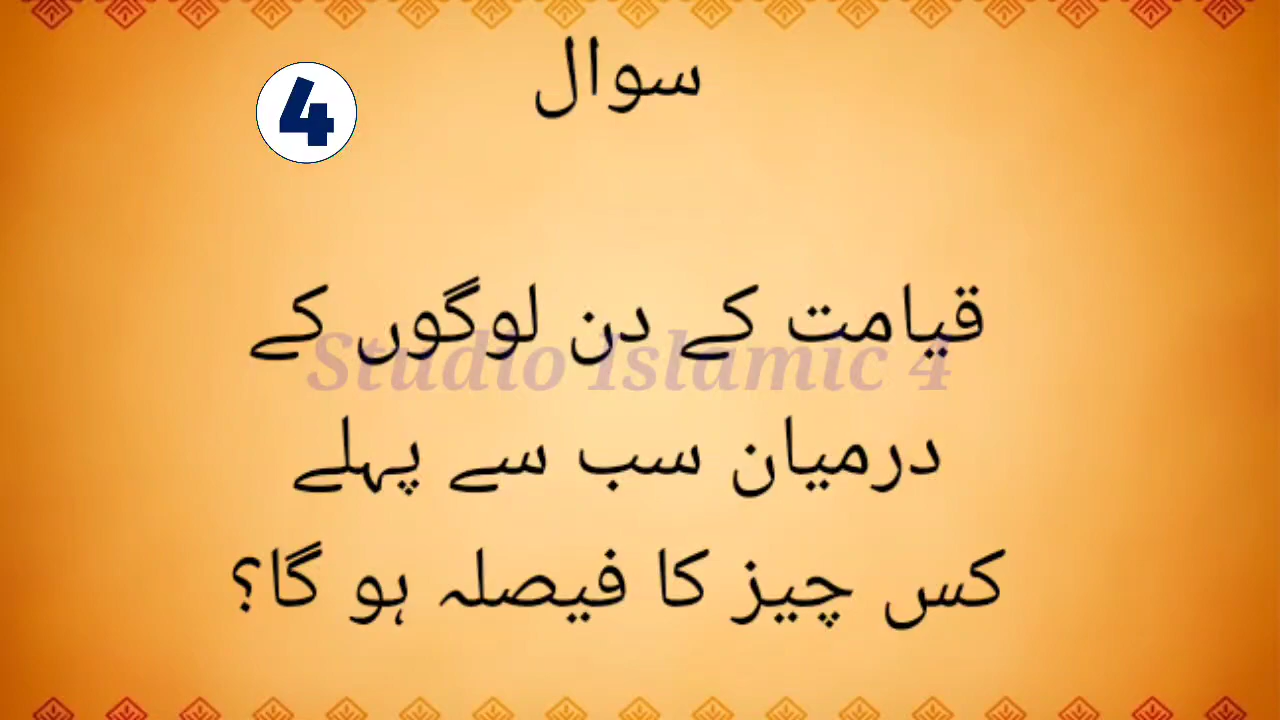 سوال
4
قیامت کے دن لوگوں کے
Studio Islamic 4
درمیان سب سے پہلے
کس چیز کا فیصلہ ہو گا؟